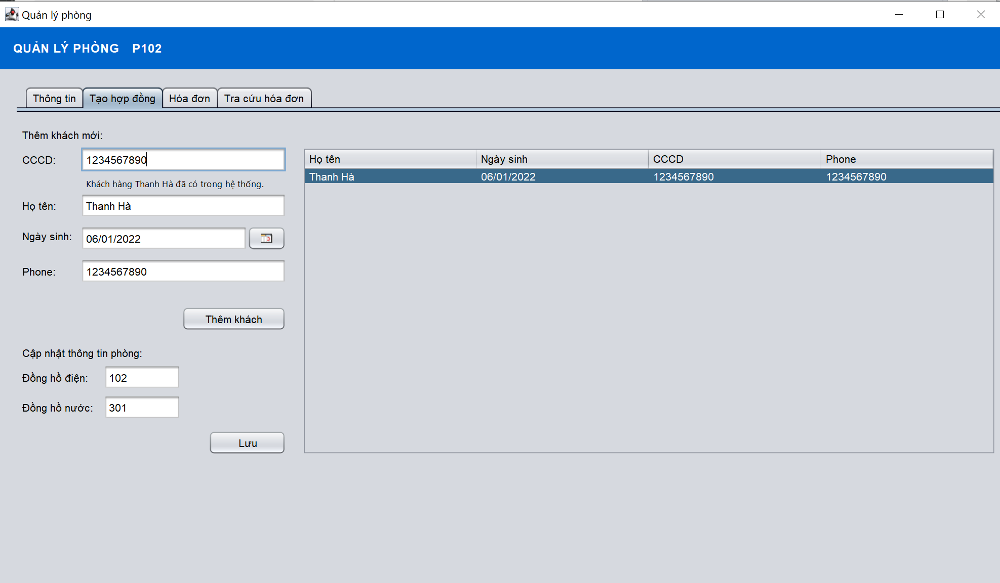 Quản lý phòng
QUẢN LÝ PHÒNG P102
Thông tin Tạo hợp đồng Hóa đơn Tra cứu hóa đơn
Thêm khách mới:
CCCD: 1234567890
Khách hàng Thanh Hà đã có trong hệ thống.
Họ tên: Thanh Hà
Ngày sinh: 06/01/2022
Phone: 1234567890
Thêm khách
Cập nhật thông tin phòng:
Đồng hồ điện: 102
Đồng hồ nước: 301
Lưu
Họ tên Ngày sinh CCCD Phone
Thanh Hà 06/01/2022 1234567890 1234567890